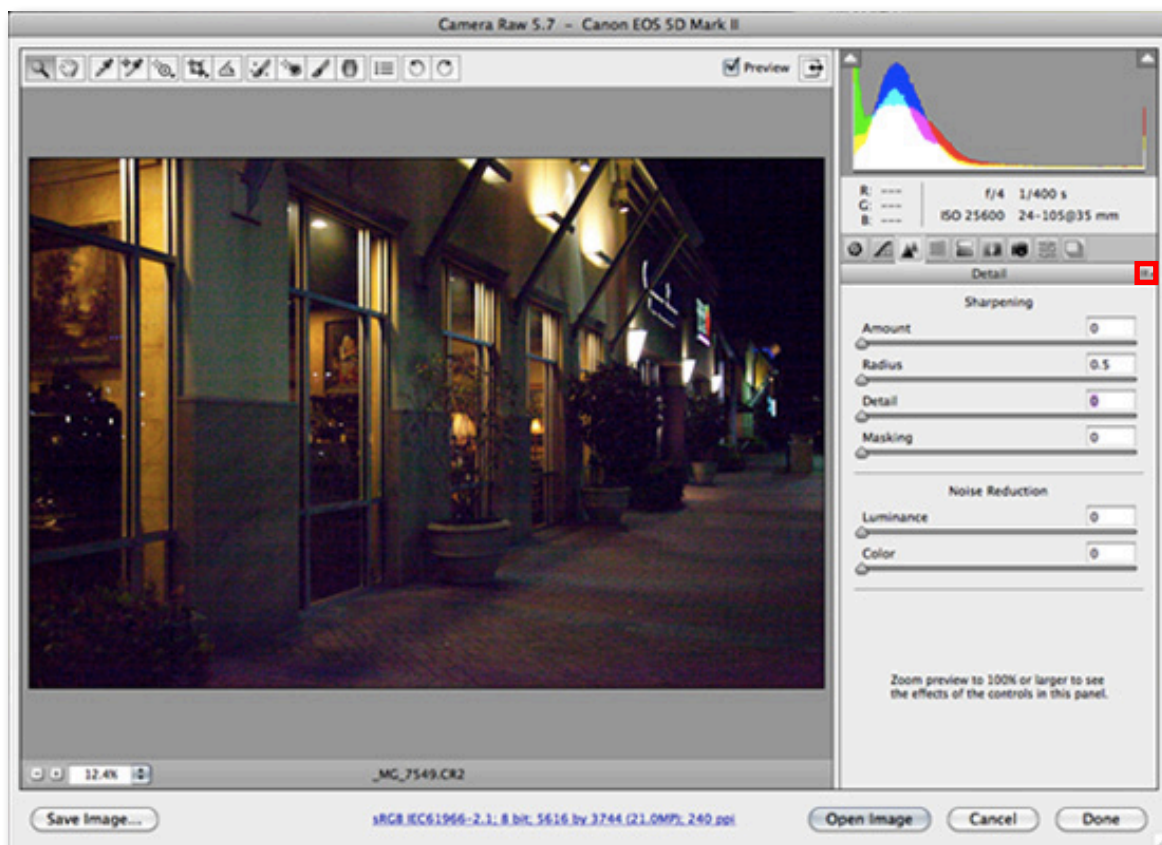 Camera Raw 5.7 – Canon EOS 5D Mark II
Preview
R: ---
G: ---
B: ---
f/4 1/400 s
ISO 25600 24-105@35 mm
Detail
Sharpening
Amount 0
Radius 0.5
Detail 0
Masking 0
Noise Reduction
Luminance 0
Color 0
Zoom preview to 100% or larger to see
the effects of the controls in this panel.
12.4%
_MG_7549.CR2
Save Image...
sRGB IEC61966-2.1; 8 bit; 5616 by 3744 (21.0MP); 240 ppi
Open Image
Cancel
Done